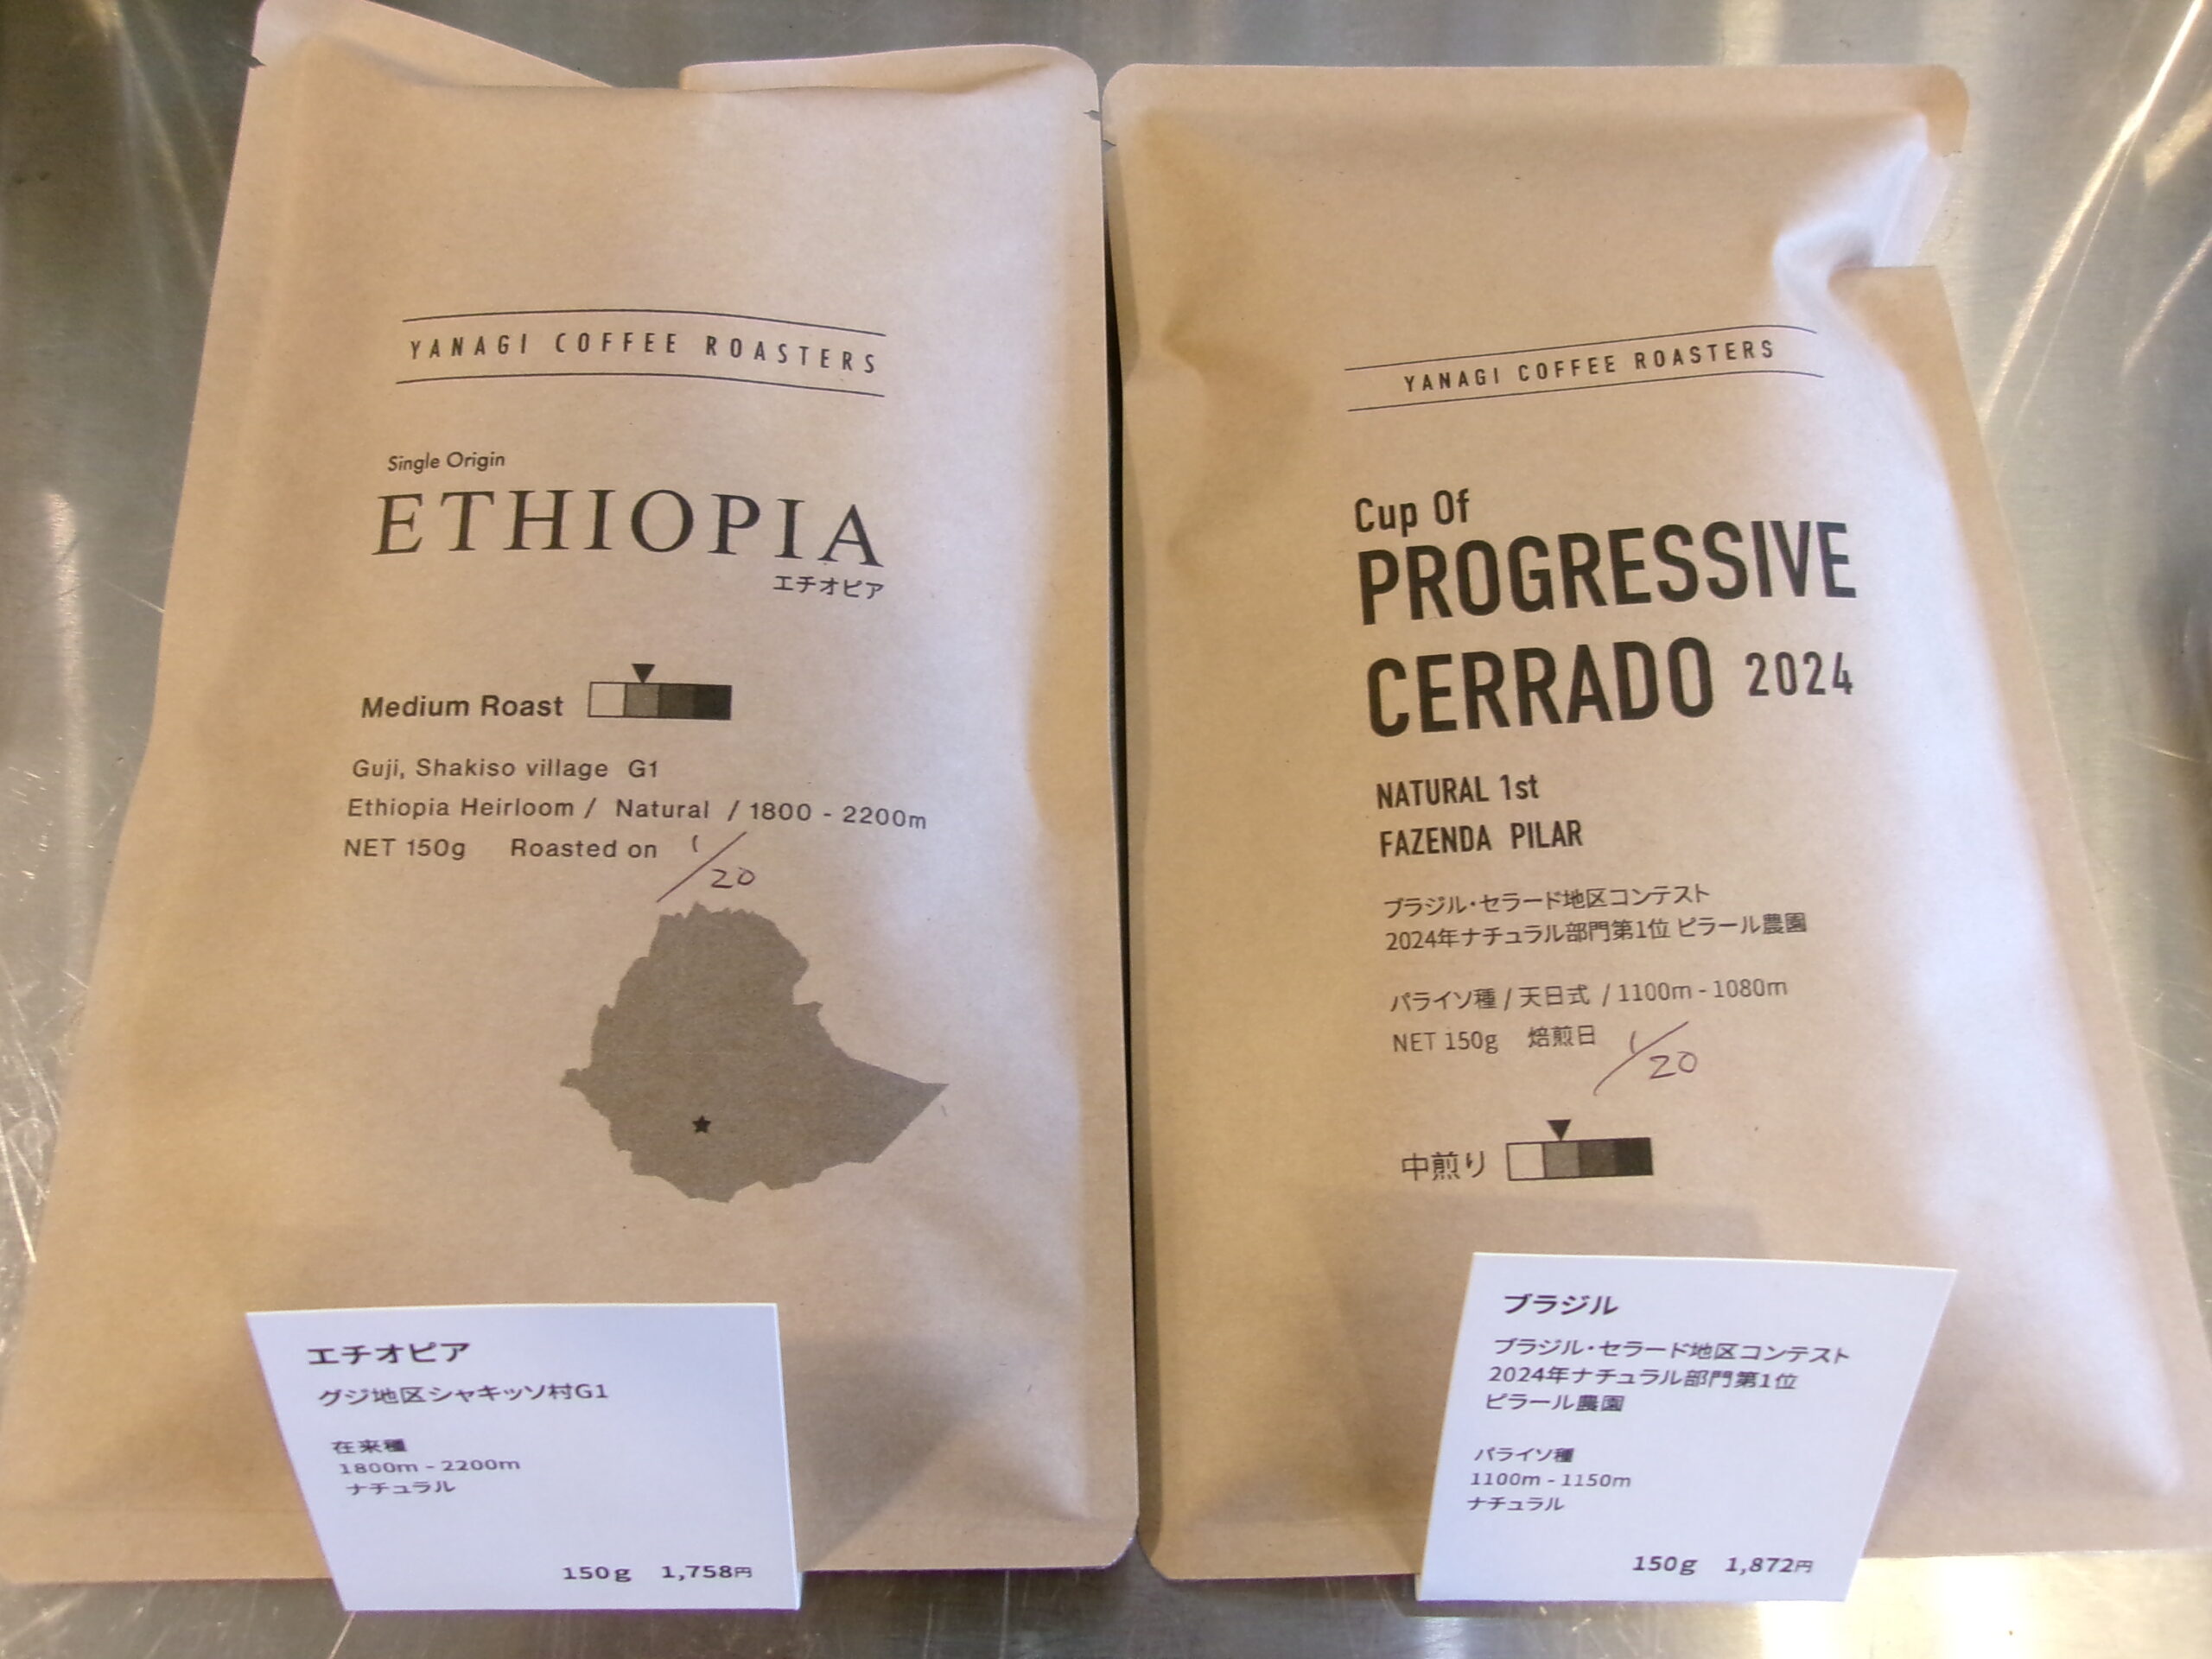 YANAGI COFFEE ROASTERS
Single Origin
ETHIOPIA
エチオピア
Medium Roast
Guji, Shakiso village G1
Ethiopia Heirloom / Natural / 1800 - 2200m
NET 150g Roasted on 1/20
エチオピア
グジ地区シャキッソ村G1
在来種
1800m - 2200m
ナチュラル
150g 1,758円
YANAGI COFFEE ROASTERS
Cup Of
PROGRESSIVE
CERRADO 2024
NATURAL 1st
FAZENDA PILAR
ブラジル・セラード地区コンテスト
2024年ナチュラル部門第1位 ピラール農園
パライソ種 / 天日式 / 1100m - 1080m
NET 150g 焙煎日 1/20
中煎り
ブラジル
ブラジル・セラード地区コンテスト
2024年ナチュラル部門第1位
ピラール農園
パライソ種
1100m - 1150m
ナチュラル
150g 1,872円